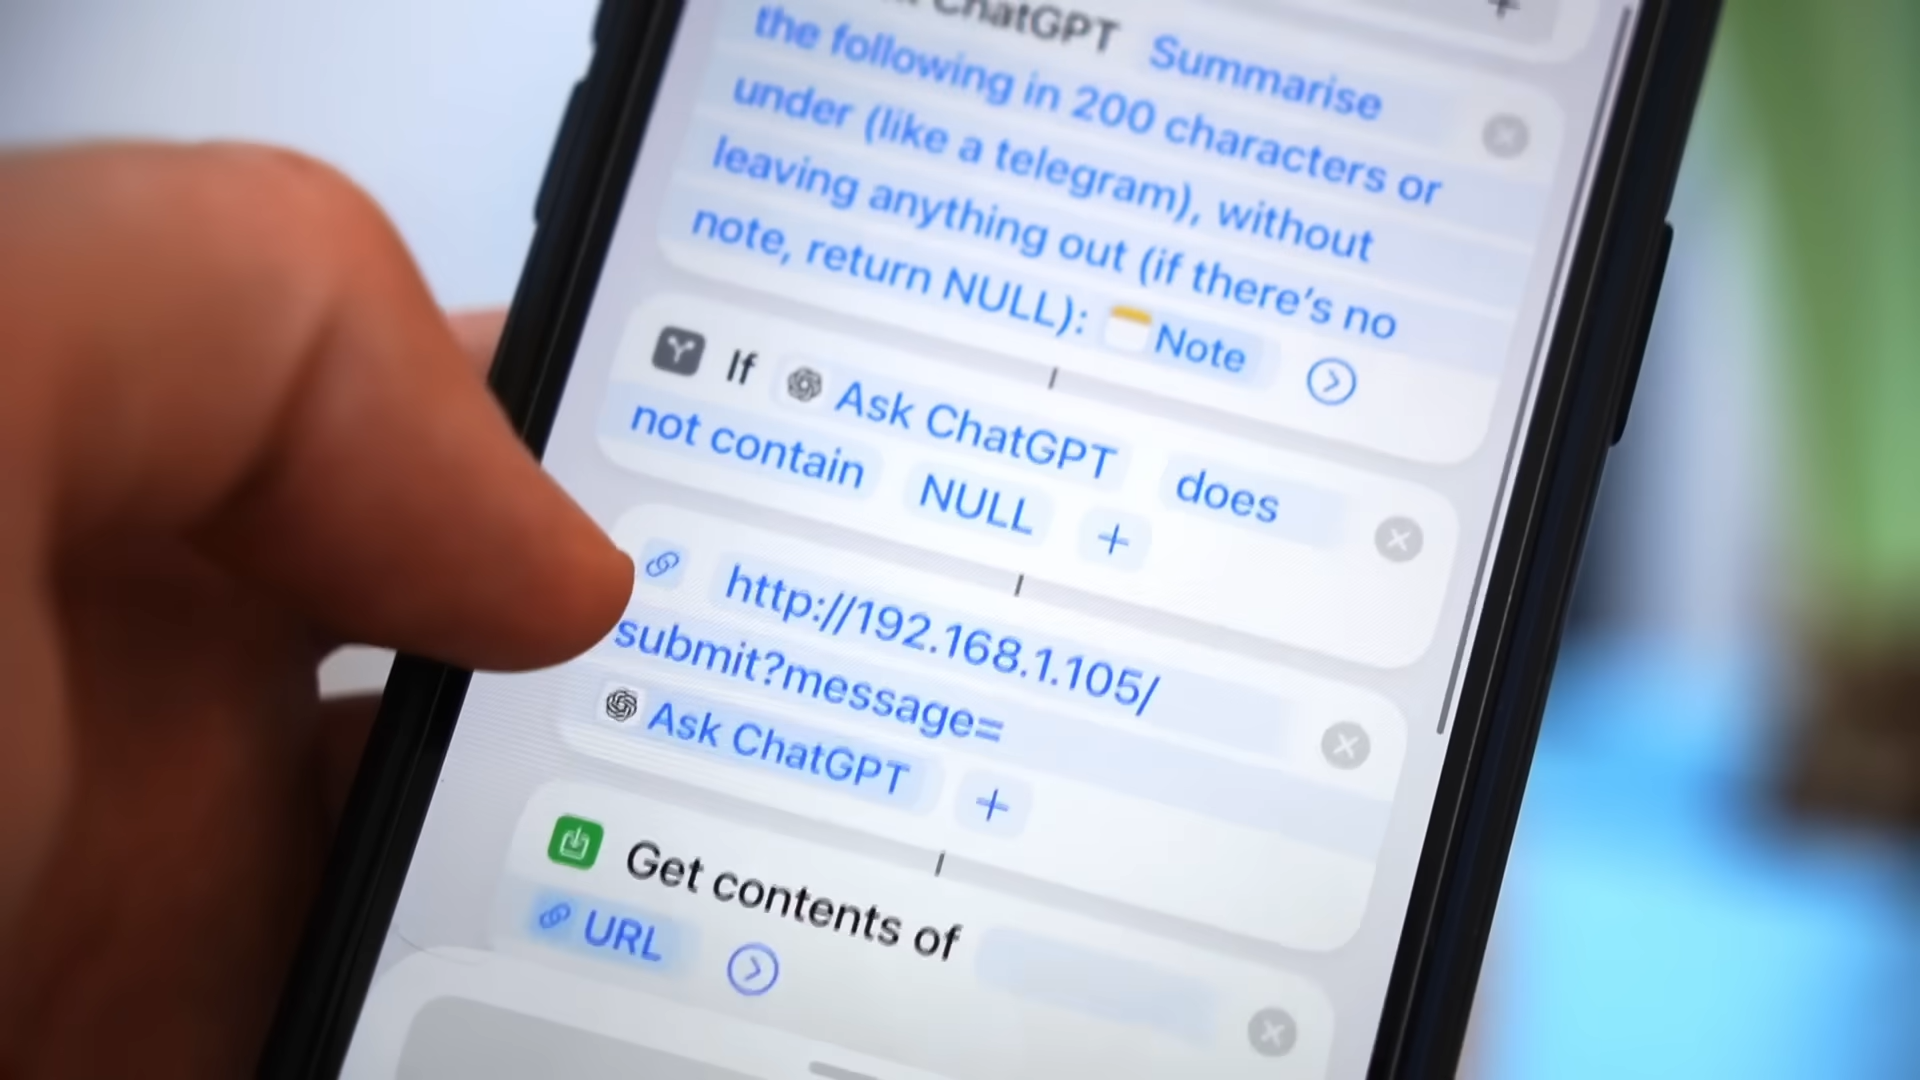 ChatGPT Summarise
the following in 200 characters or
under (like a telegram), without
leaving anything out (if there's no
note, return NULL): Note
If Ask ChatGPT does
not contain NULL +
http://192.168.1.105/
submit?message=
Ask ChatGPT +
Get contents of
URL